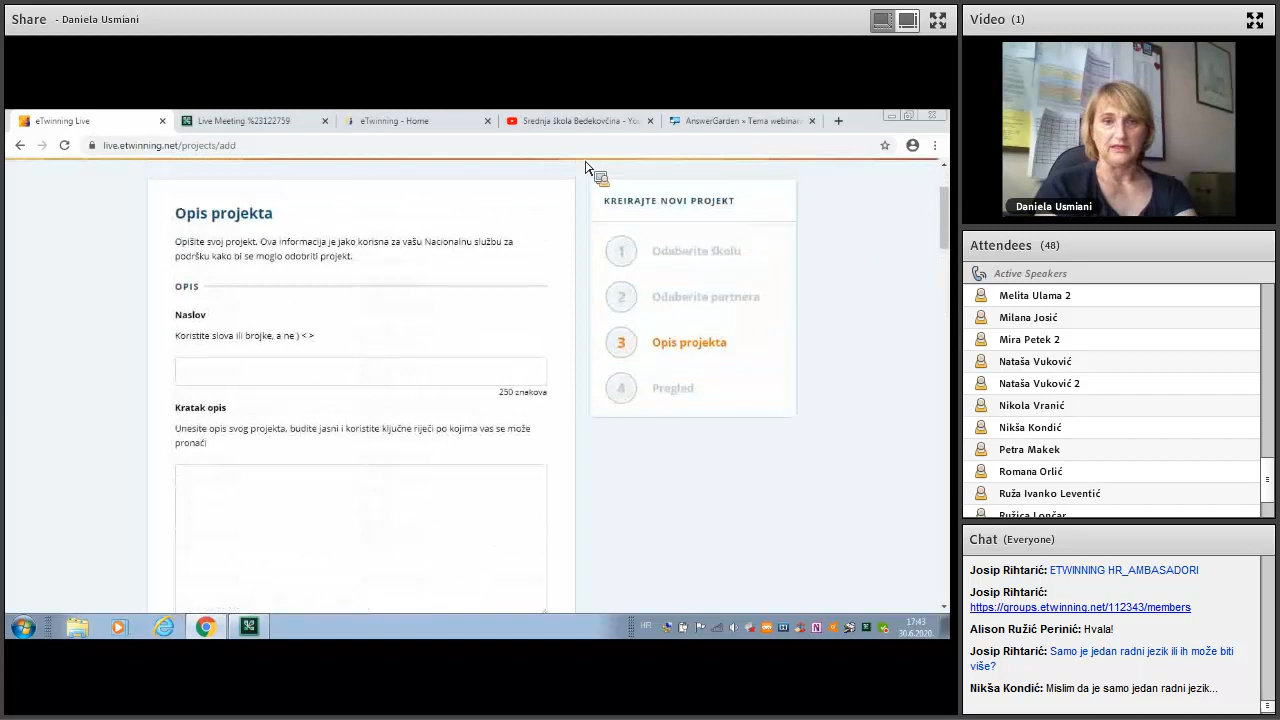 Share - Daniela Usmiani
Video (1)
eTwinning Live
Live Meeting %23122759
eTwinning - Home
Srednja škola Bedekovčina - You
AnswerGarden » Tema webinar
live.etwinning.net/projects/add
Opis projekta
Opišite svoj projekt. Ova informacija je jako korisna za vašu Nacionalnu službu za
podršku kako bi se moglo odobriti projekt.
OPIS
Naslov
Koristite slova ili brojke, a ne ) < >
250 znakova
Kratak opis
Unesite opis svog projekta, budite jasni i koristite ključne riječi po kojima vas se može
pronaći
KREIRAJTE NOVI PROJEKT
1 Odaberite školu
2 Odaberite partnera
3 Opis projekta
4 Pregled
HR
17:43
30.6.2020.
Daniela Usmiani
Attendees (48)
Active Speakers
Melita Ulama 2
Milana Josić
Mira Petek 2
Nataša Vuković
Nataša Vuković 2
Nikola Vranić
Nikša Kondić
Petra Makek
Romana Orlić
Ruža Ivanko Leventić
Ružica Lončar
Chat (Everyone)
Josip Rihtarić: ETWINNING HR_AMBASADORI
Josip Rihtarić:
https://groups.etwinning.net/112343/members
Alison Ružić Perinić: Hvala!
Josip Rihtarić: Samo je jedan radni jezik ili ih može biti
više?
Nikša Kondić: Mislim da je samo jedan radni jezik...